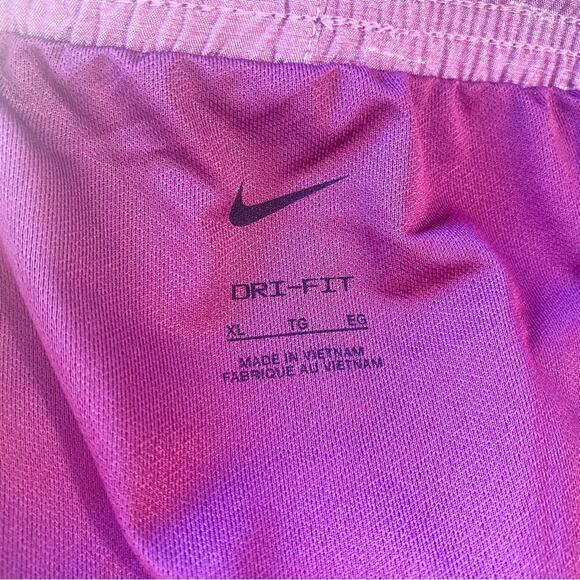 DRI-FIT
XL TG EG
MADE IN VIETNAM
FABRIQUE AU VIETNAM